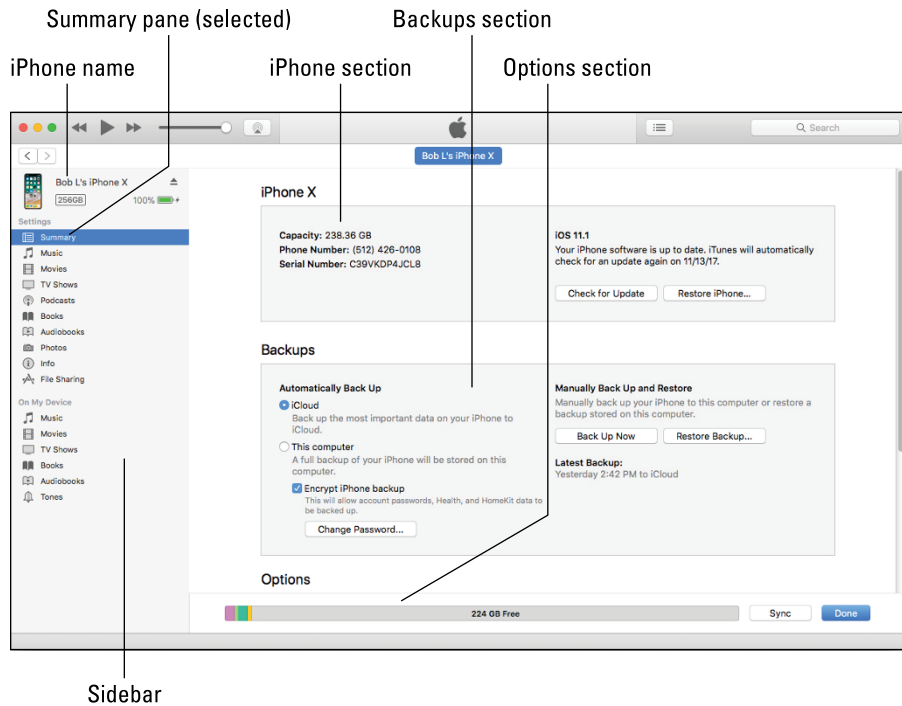 Summary pane (selected)
Backups section
iPhone name
iPhone section
Options section
Search
Bob L's iPhone X
Bob L's iPhone X
256GB
100%
Settings
Summary
Music
Movies
TV Shows
Podcasts
Books
Audiobooks
Photos
Info
File Sharing
On My Device
Music
Movies
TV Shows
Books
Audiobooks
Tones
iPhone X
Capacity: 238.36 GB
Phone Number: (512) 426-0108
Serial Number: C39VKDP4JCL8
iOS 11.1
Your iPhone software is up to date. iTunes will automatically
check for an update again on 11/13/17.
Check for Update
Restore iPhone...
Backups
Automatically Back Up
iCloud
Back up the most important data on your iPhone to
iCloud.
This computer
A full backup of your iPhone will be stored on this
computer.
Encrypt iPhone backup
This will allow account passwords, Health, and HomeKit data to
be backed up.
Change Password...
Manually Back Up and Restore
Manually back up your iPhone to this computer or restore a
backup stored on this computer.
Back Up Now
Restore Backup...
Latest Backup:
Yesterday 2:42 PM to iCloud
Options
224 GB Free
Sync
Done
Sidebar